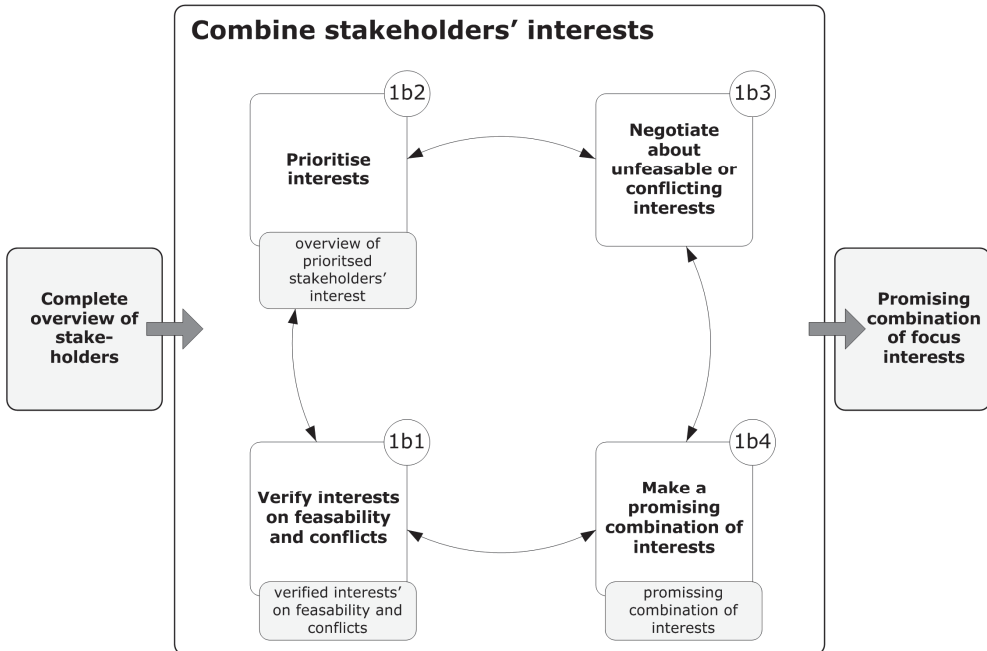 Combine stakeholders’ interests
Complete
overview of
stake-
holders
1b2
Prioritise
interests
overview of
prioritsed
stakeholders’
interest
1b3
Negotiate
about
unfeasable or
conflicting
interests
1b1
Verify interests
on feasability
and conflicts
verified interests’
on feasability and
conflicts
1b4
Make a
promising
combination of
interests
promissing
combination of
interests
Promising
combination
of focus
interests